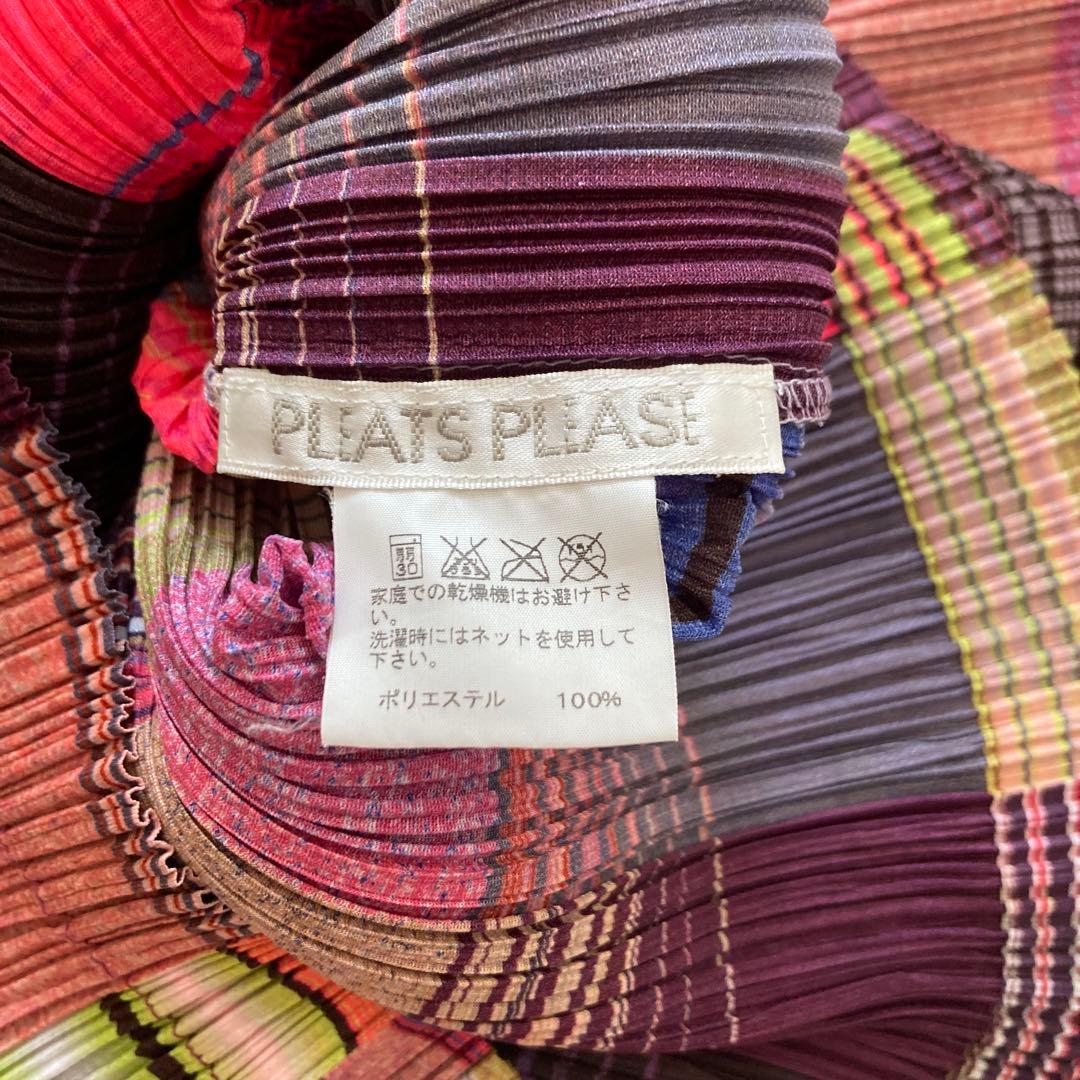 PLEATS PLEASE
30
家庭での乾燥機はお避け下さ
い。
洗濯時にはネットを使用して
下さい。
ポリエステル 100%